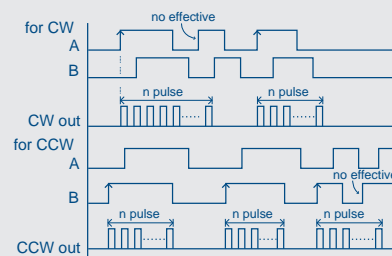 no effective
for CW
A
B
n pulse
n pulse
CW out
for CCW
A
no effective
B
n pulse
n pulse
n pulse
CCW out